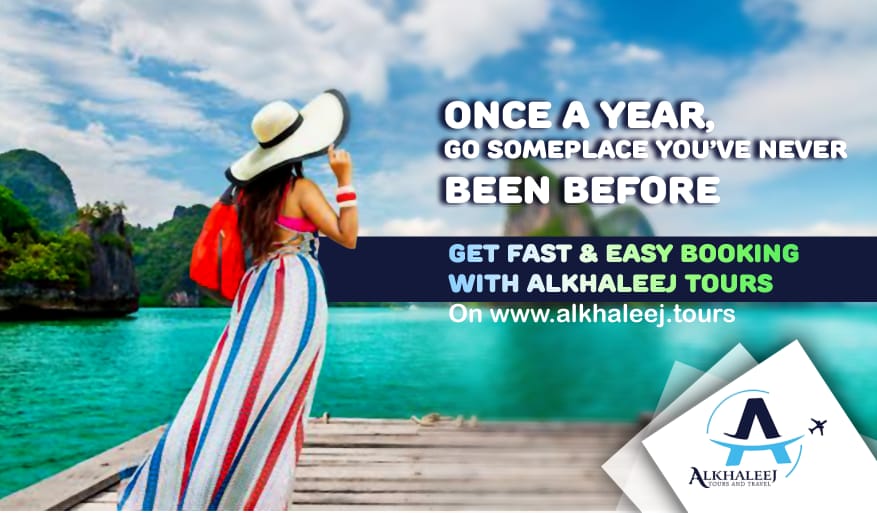 ONCE A YEAR,
GO SOMEPLACE YOU'VE NEVER
BEEN BEFORE
GET FAST & EASY BOOKING
WITH ALKHALEEJ TOURS
On www.alkhaleej.tours
A
ALKHALEEJ
TOURS AND TRAVEL